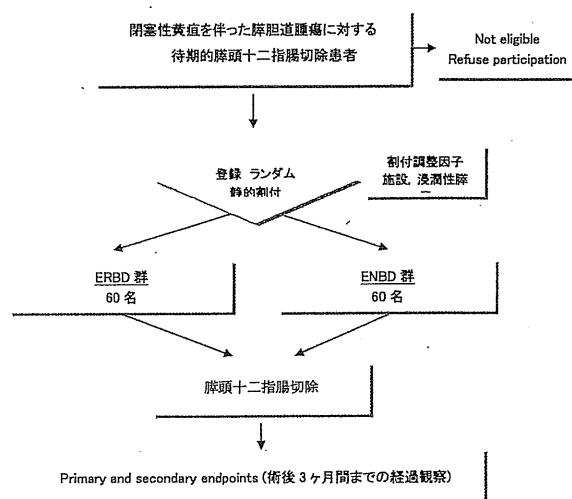 閉塞性黄疸を伴った膵胆道腫瘍に対する
待期的膵頭十二指腸切除患者
Not eligible
Refuse participation
登録 ランダム
静的割付
割付調整因子
施設, 浸潤性膵
ERBD 群
60 名
ENBD 群
60 名
膵頭十二指腸切除
Primary and secondary endpoints (術後 3 ヶ月間までの経過観察)